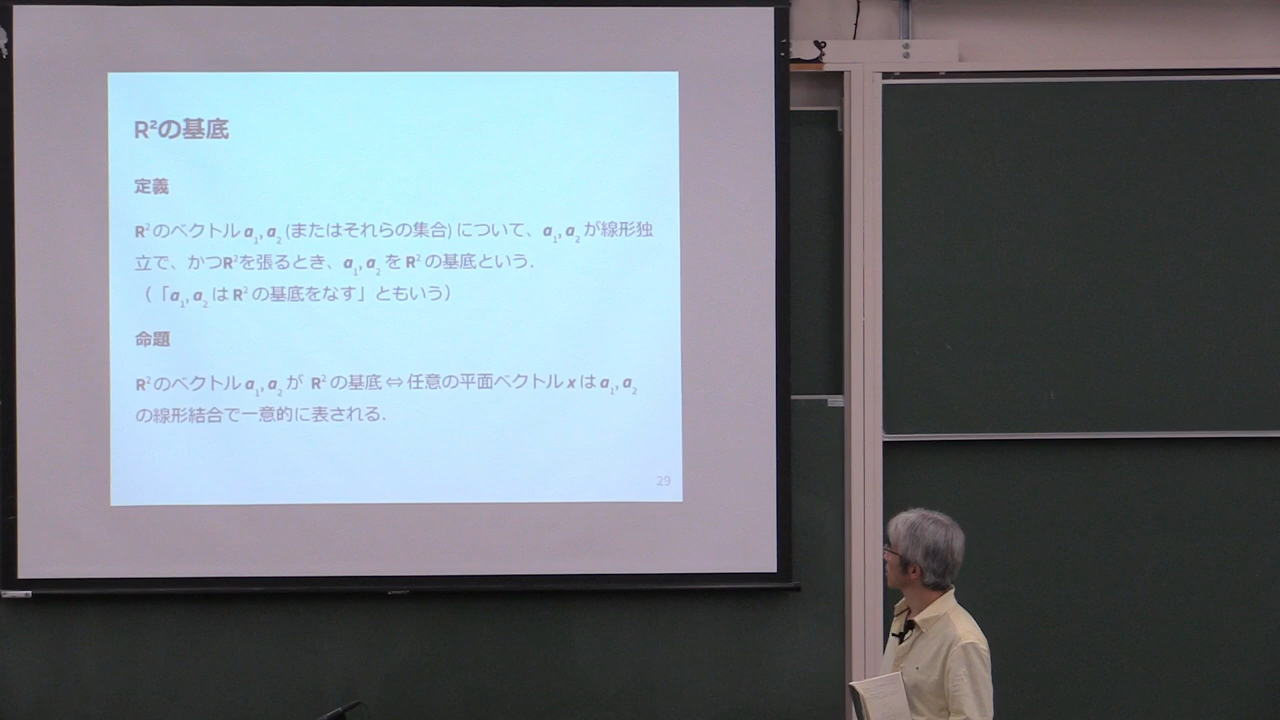 R²の基底
定義
R²のベクトル a₁, a₂ (またはそれらの集合) について、a₁, a₂ が線形独
立で、かつR²を張るとき、a₁, a₂ を R² の基底という.
（「a₁, a₂ は R² の基底をなす」ともいう）
命題
R²のベクトル a₁, a₂ が R² の基底 ⇔ 任意の平面ベクトル x は a₁, a₂
の線形結合で一意的に表される.
29